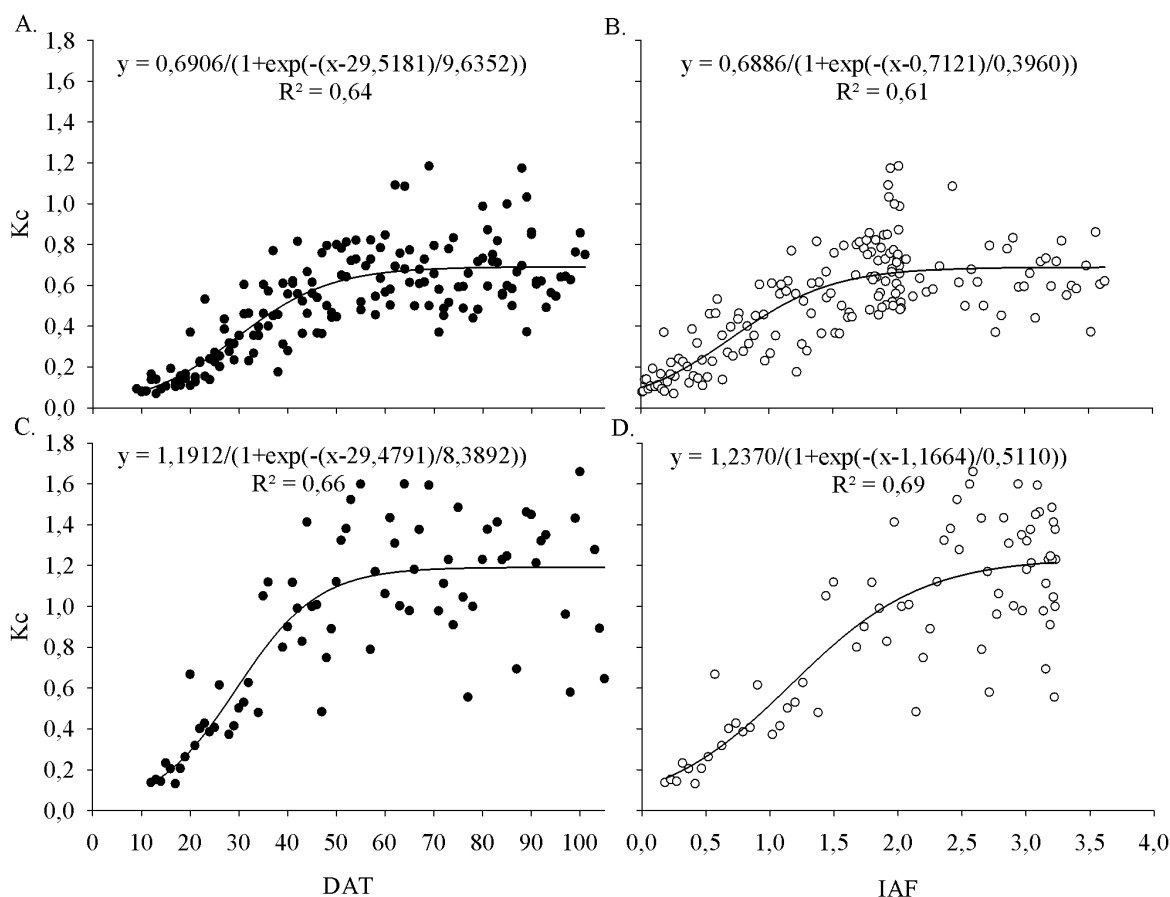 A.
1,8
1,6
1,4
1,2
1,0
0,8
0,6
0,4
0,2
0,0
Kc
y = 0,6906/(1+exp(-(x-29,5181)/9,6352))
R² = 0,64
B.
y = 0,6886/(1+exp(-(x-0,7121)/0,3960))
R² = 0,61
C.
1,8
1,6
1,4
1,2
1,0
0,8
0,6
0,4
0,2
0,0
Kc
y = 1,1912/(1+exp(-(x-29,4791)/8,3892))
R² = 0,66
0 10 20 30 40 50 60 70 80 90 100
DAT
D.
y = 1,2370/(1+exp(-(x-1,1664)/0,5110))
R² = 0,69
0,0 0,5 1,0 1,5 2,0 2,5 3,0 3,5 4,0
IAF